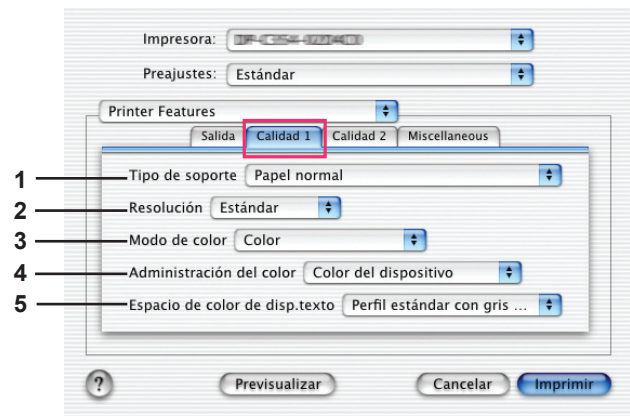 Impresora:
Preajustes: Estándar
Printer Features
Salida Calidad 1 Calidad 2 Miscellaneous
1 Tipo de soporte Papel normal
2 Resolución Estándar
3 Modo de color Color
4 Administración del color Color del dispositivo
5 Espacio de color de disp.texto Perfil estándar con gris ...
? Previsualizar Cancelar Imprimir